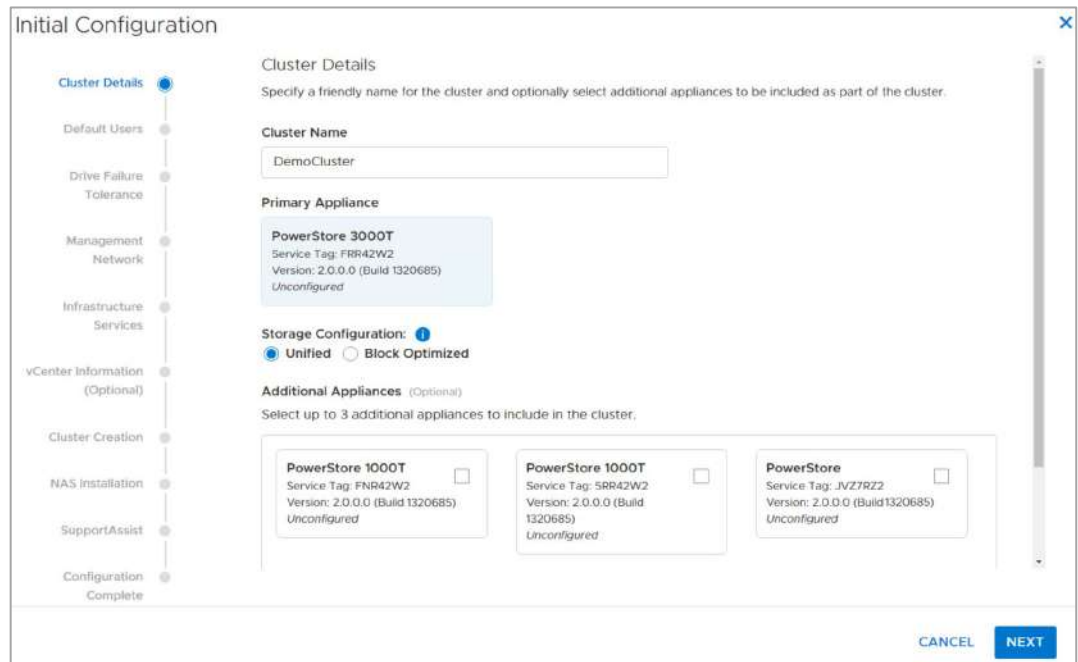 Initial Configuration
Cluster Details
Default Users
Drive Failure
Tolerance
Management
Network
Infrastructure
Services
vCenter Information
(Optional)
Cluster Creation
NAS Installation
SupportAssist
Configuration
Complete
Cluster Details
Specify a friendly name for the cluster and optionally select additional appliances to be included as part of the cluster.
Cluster Name
DemoCluster
Primary Appliance
PowerStore 3000T
Service Tag: FRR42W2
Version: 2.0.0.0 (Build 1320685)
Unconfigured
Storage Configuration:
Unified
Block Optimized
Additional Appliances (Optional)
Select up to 3 additional appliances to include in the cluster.
PowerStore 1000T
Service Tag: FNR42W2
Version: 2.0.0.0 (Build 1320685)
Unconfigured
PowerStore 1000T
Service Tag: 5RR42W2
Version: 2.0.0.0 (Build
1320685)
Unconfigured
PowerStore
Service Tag: JVZ7RZ2
Version: 2.0.0.0 (Build 1320685)
Unconfigured
CANCEL
NEXT